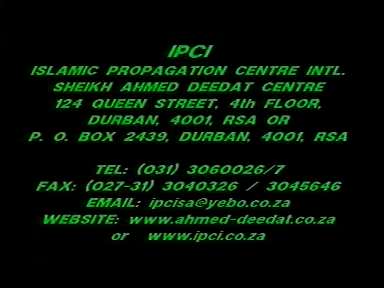 IPCI
ISLAMIC PROPAGATION CENTRE INTL.
SHEIKH AHMED DEEDAT CENTRE
124 QUEEN STREET, 4th FLOOR,
DURBAN, 4001, RSA OR
P. O. BOX 2439, DURBAN, 4001, RSA
TEL: (031) 3060026/7
FAX: (027-31) 3040326 / 3045646
EMAIL: ipcisa@yebo.co.za
WEBSITE: www.ahmed-deedat.co.za
or www.ipci.co.za